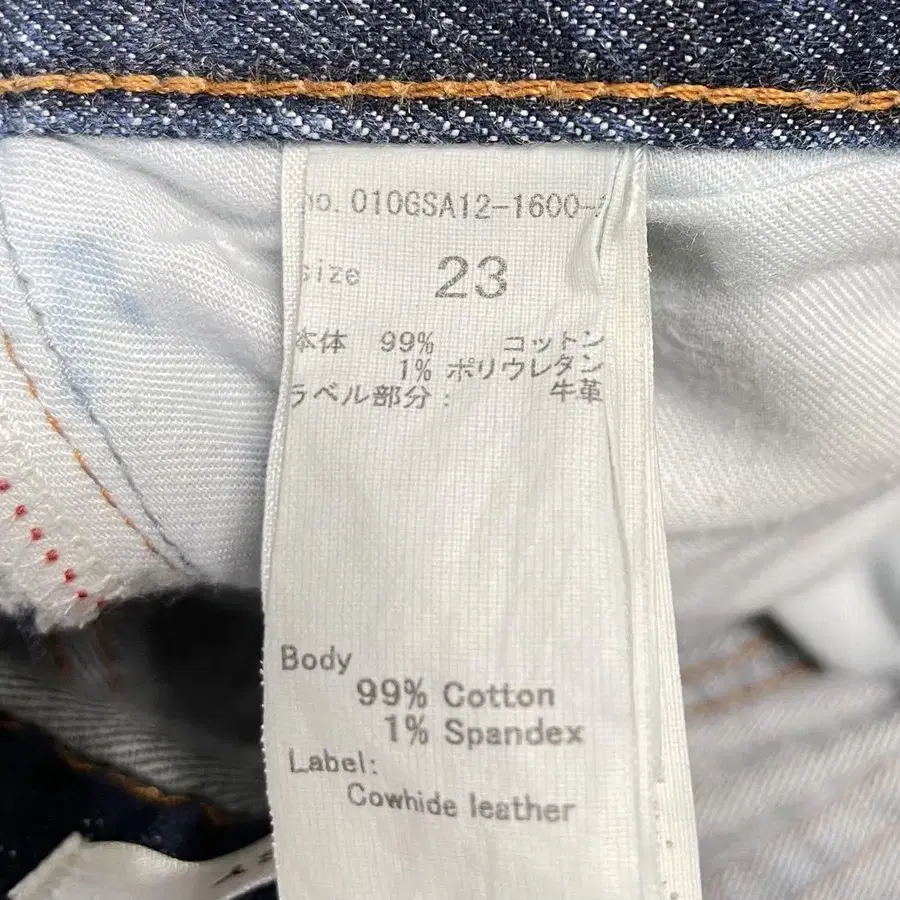 no. 010GSA12-1600-
size 23
本体 99% コットン
1% ポリウレタン
ラベル部分: 牛革
Body
99% Cotton
1% Spandex
Label:
Cowhide leather